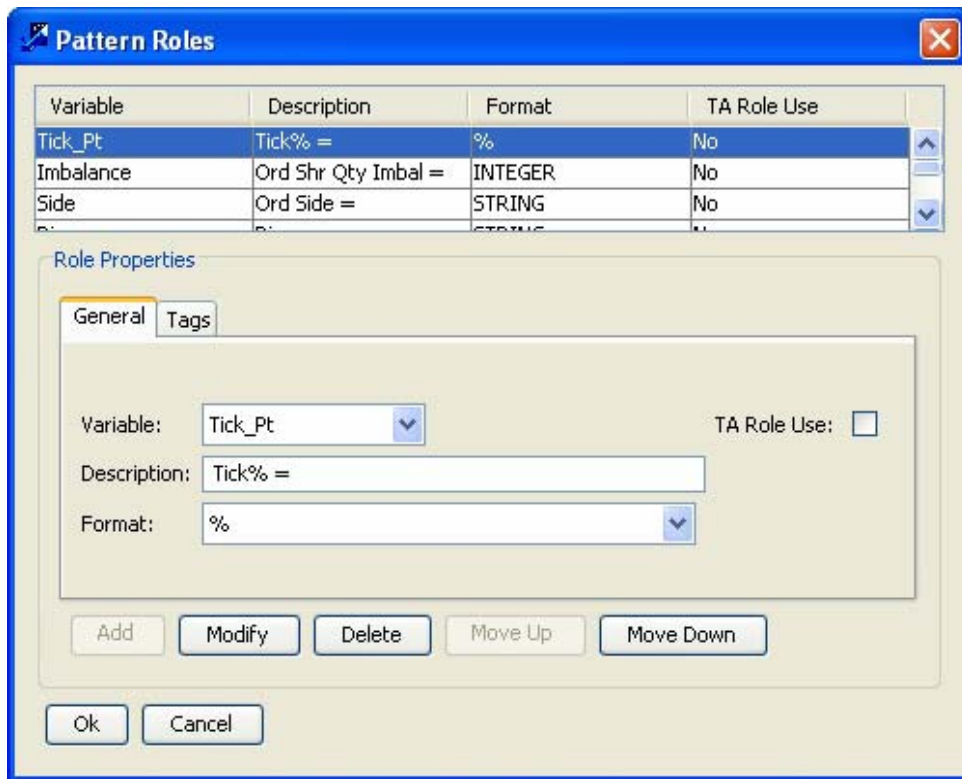 Pattern Roles
Variable Description Format TA Role Use
Tick_Pt Tick% = % No
Imbalance Ord Shr Qty Imbal = INTEGER No
Side Ord Side = STRING No
Role Properties
General Tags
Variable: Tick_Pt TA Role Use:
Description: Tick% =
Format: %
Add Modify Delete Move Up Move Down
Ok Cancel